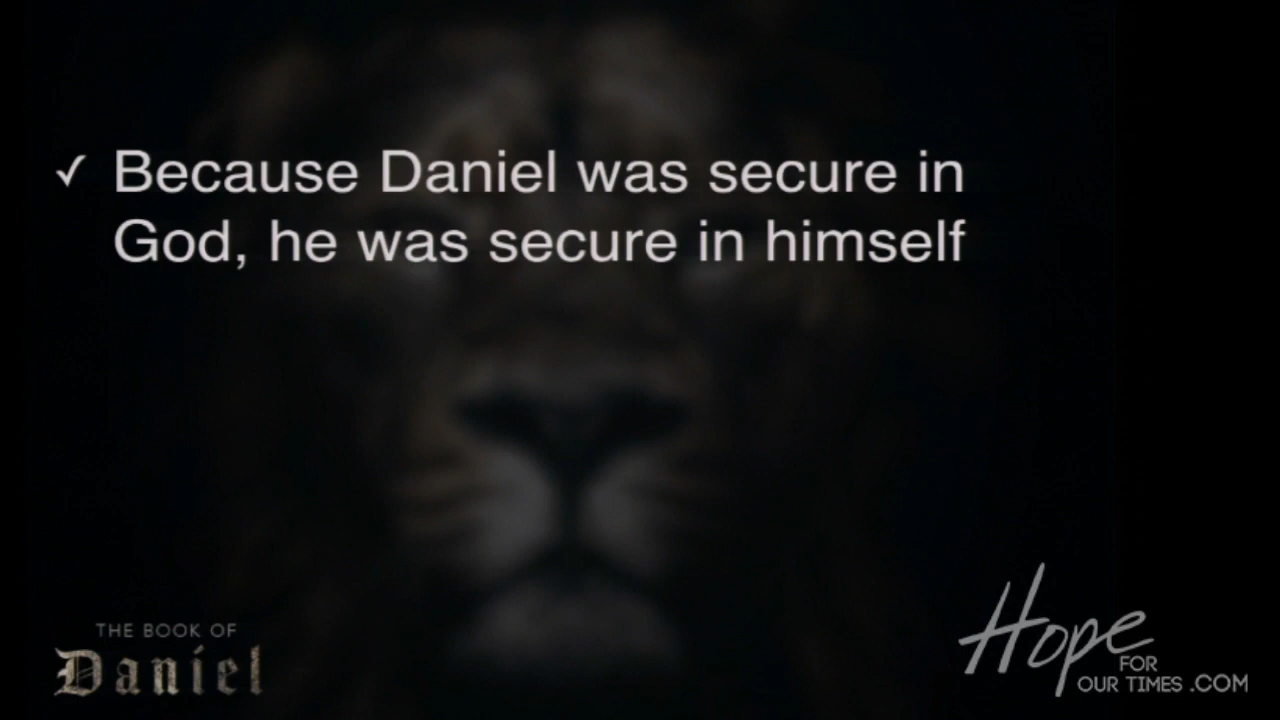 ✓ Because Daniel was secure in
God, he was secure in himself
THE BOOK OF
Daniel
Hope
FOR
OUR TIMES .COM